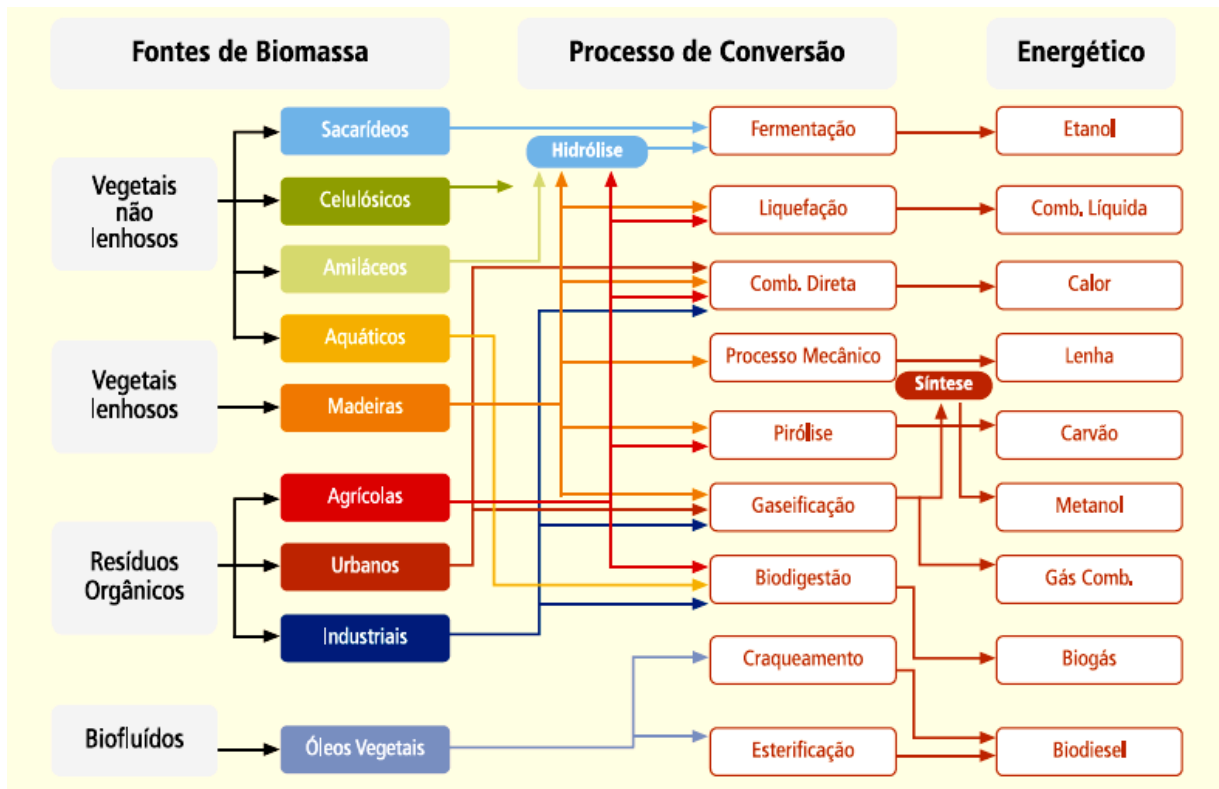 Fontes de Biomassa
Processo de Conversão
Energético
Vegetais
não
lenhosos
Vegetais
lenhosos
Resíduos
Orgânicos
Biofluídos
Sacarídeos
Celulósicos
Amiláceos
Aquáticos
Madeiras
Agrícolas
Urbanos
Industriais
Óleos Vegetais
Hidrólise
Fermentação
Liquefação
Comb. Direta
Processo Mecânico
Pirólise
Gaseificação
Biodigestão
Craqueamento
Esterificação
Síntese
Etanol
Comb. Líquida
Calor
Lenha
Carvão
Metanol
Gás Comb.
Biogás
Biodiesel